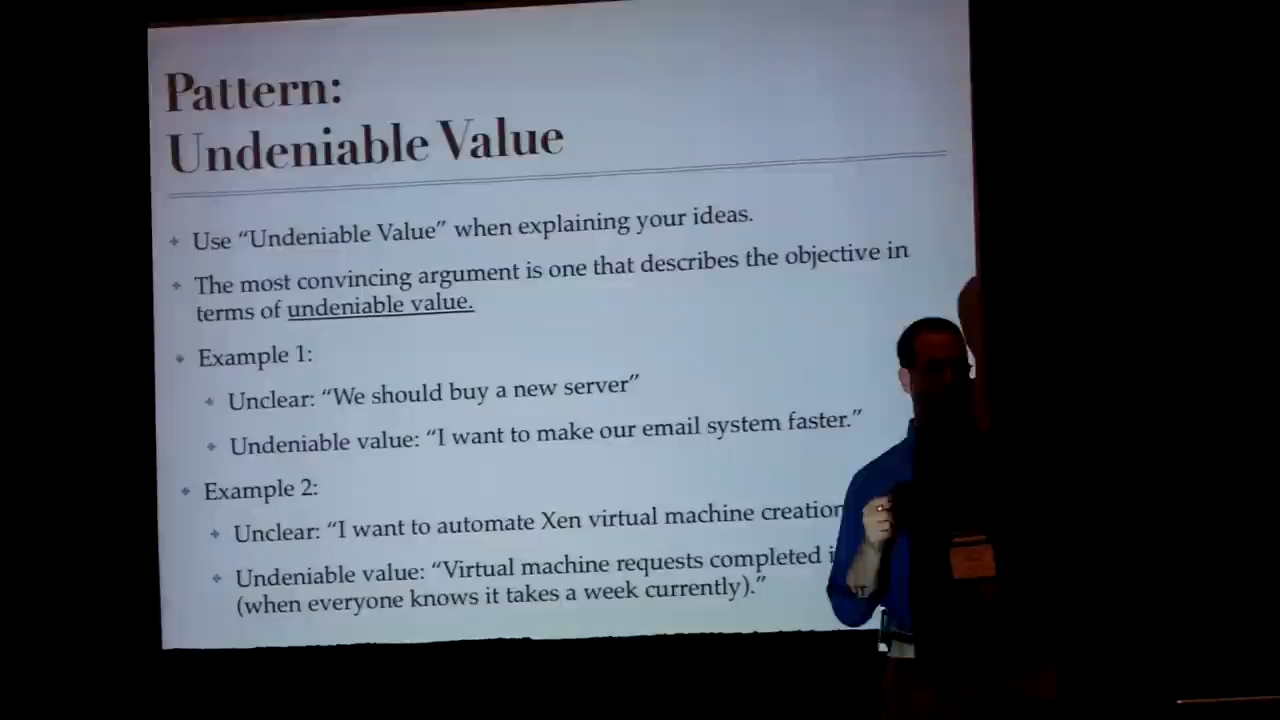 Pattern:
Undeniable Value
Use “Undeniable Value” when explaining your ideas.
The most convincing argument is one that describes the objective in
terms of undeniable value.
Example 1:
Unclear: “We should buy a new server”
Undeniable value: “I want to make our email system faster.”
Example 2:
Unclear: “I want to automate Xen virtual machine creation
Undeniable value: “Virtual machine requests completed
(when everyone knows it takes a week currently).”